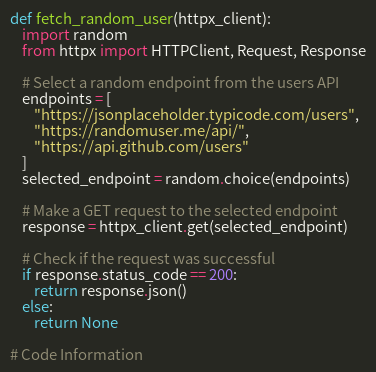 def fetch_random_user(httpx_client):
    import random
    from httpx import HTTPClient, Request, Response

    # Select a random endpoint from the users API
    endpoints = [
        "https://jsonplaceholder.typicode.com/users",
        "https://randomuser.me/api/",
        "https://api.github.com/users"
    ]
    selected_endpoint = random.choice(endpoints)

    # Make a GET request to the selected endpoint
    response = httpx_client.get(selected_endpoint)

    # Check if the request was successful
    if response.status_code == 200:
        return response.json()
    else:
        return None

# Code Information